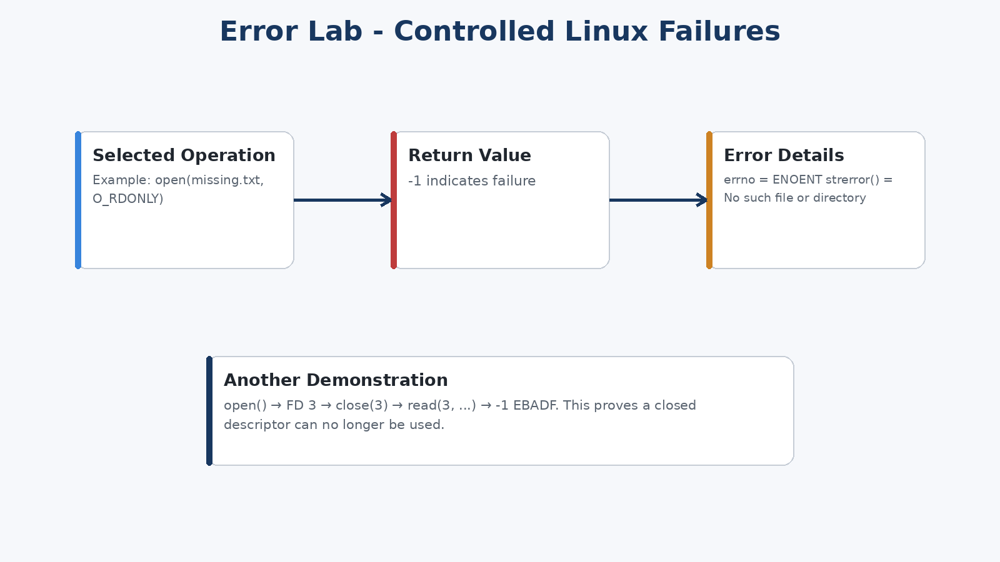 Error Lab - Controlled Linux Failures
Selected Operation
Example: open(missing.txt,
O_RDONLY)
Return Value
-1 indicates failure
Error Details
errno = ENOENT strerror() =
No such file or directory
Another Demonstration
open() → FD 3 → close(3) → read(3, ...) → -1 EBADF. This proves a closed
descriptor can no longer be used.